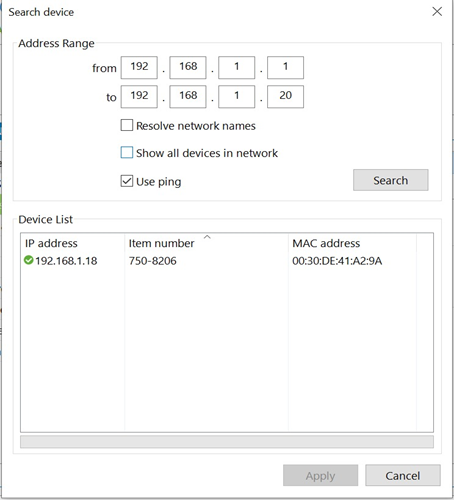 Search device
Address Range
from 192 . 168 . 1 . 1
to 192 . 168 . 1 . 20
Resolve network names
Show all devices in network
Use ping
Search
Device List
IP address Item number MAC address
192.168.1.18 750-8206 00:30:DE:41:A2:9A
Apply Cancel